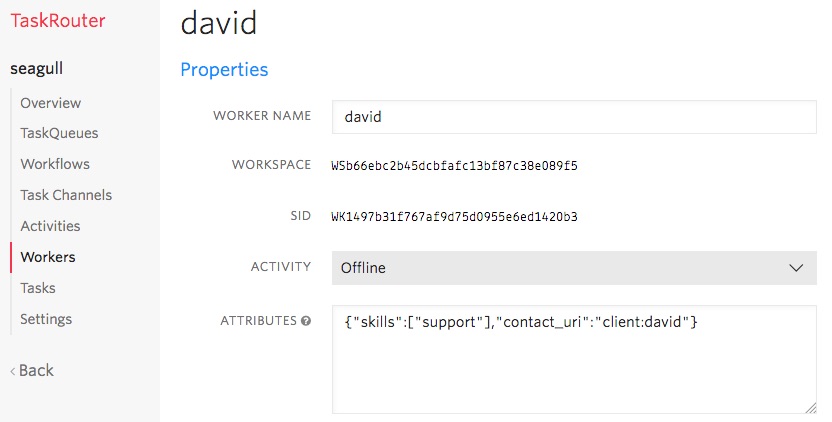 TaskRouter
seagull
Overview
TaskQueues
Workflows
Task Channels
Activities
Workers
Tasks
Settings
‹ Back
david
Properties
WORKER NAME david
WORKSPACE WSb66ebc2b45dcbfafc13bf87c38e089f5
SID WK1497b31f767af9d75d0955e6ed1420b3
ACTIVITY Offline
ATTRIBUTES ? {"skills":["support"],"contact_uri":"client:david"}